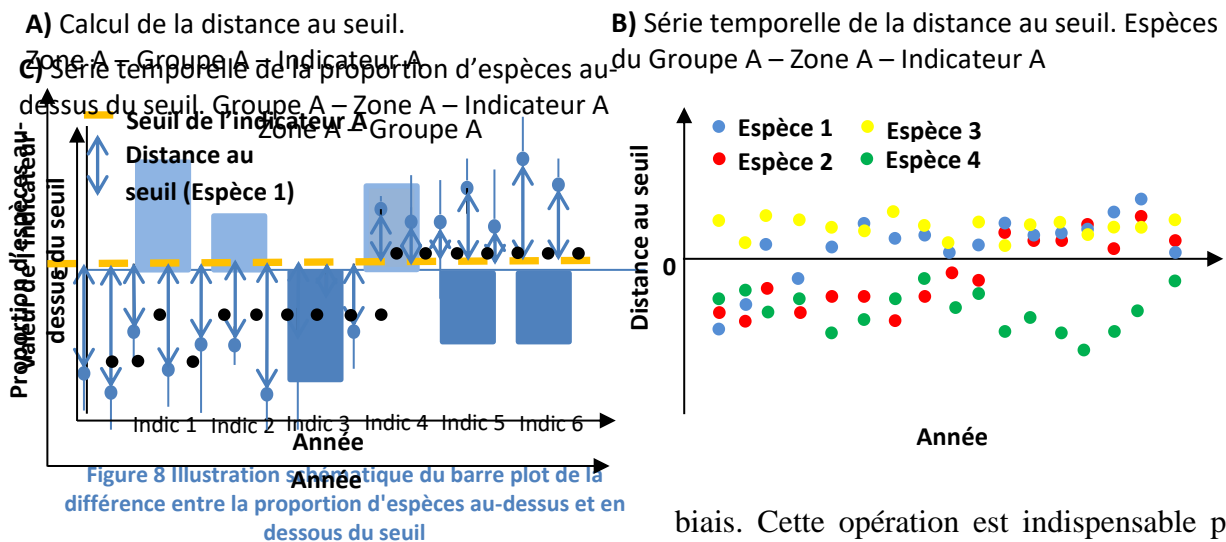 A) Calcul de la distance au seuil.
Zone A – Groupe A – Indicateur A
C) Série temporelle de la proportion d'espèces au-
dessus du seuil. Groupe A – Zone A – Indicateur A
Zone A – Groupe A
Seuil de l'indicateur A
Distance au
seuil (Espèce 1)
Proportion d'espèces au-
dessus du seuil
Valeur de l'indicateur
Indic 1 Indic 2 Indic 3 Indic 4 Indic 5 Indic 6
Année
Année
Figure 8 Illustration schématique du barre plot de la
différence entre la proportion d'espèces au-dessus et en
dessous du seuil
B) Série temporelle de la distance au seuil. Espèces
du Groupe A – Zone A – Indicateur A
Espèce 1 Espèce 3
Espèce 2 Espèce 4
Distance au seuil
0
Année
biais. Cette opération est indispensable p